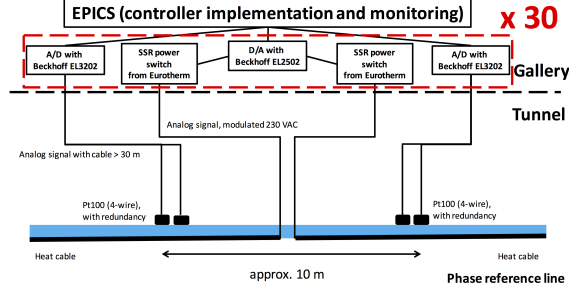 EPICS (controller implementation and monitoring)
x 30
A/D with
Beckhoff EL3202
SSR power
switch
from Eurotherm
D/A with
Beckhoff EL2502
SSR power
switch
from Eurotherm
A/D with
Beckhoff EL3202
Gallery
Tunnel
Analog signal, modulated 230 VAC
Analog signal with cable > 30 m
Pt100 (4-wire),
with redundancy
Pt100 (4-wire),
with redundancy
Heat cable
Heat cable
approx. 10 m
Phase reference line